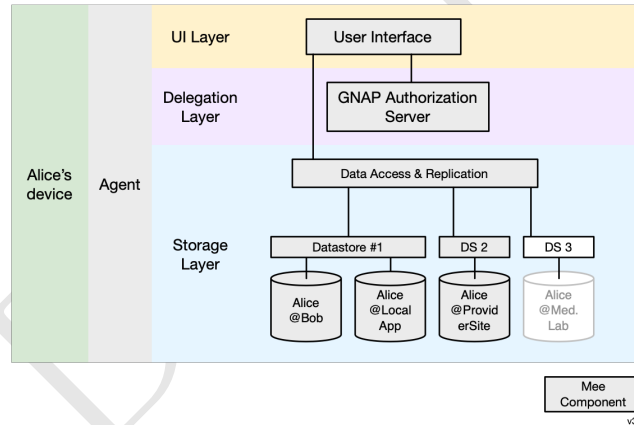 UI Layer
User Interface
Delegation
Layer
GNAP Authorization
Server
Alice's
device
Agent
Data Access & Replication
Storage
Layer
Datastore #1
DS 2
DS 3
Alice
@Bob
Alice
@Local
App
Alice
@Provid
erSite
Alice
@Med.
Lab
Mee
Component